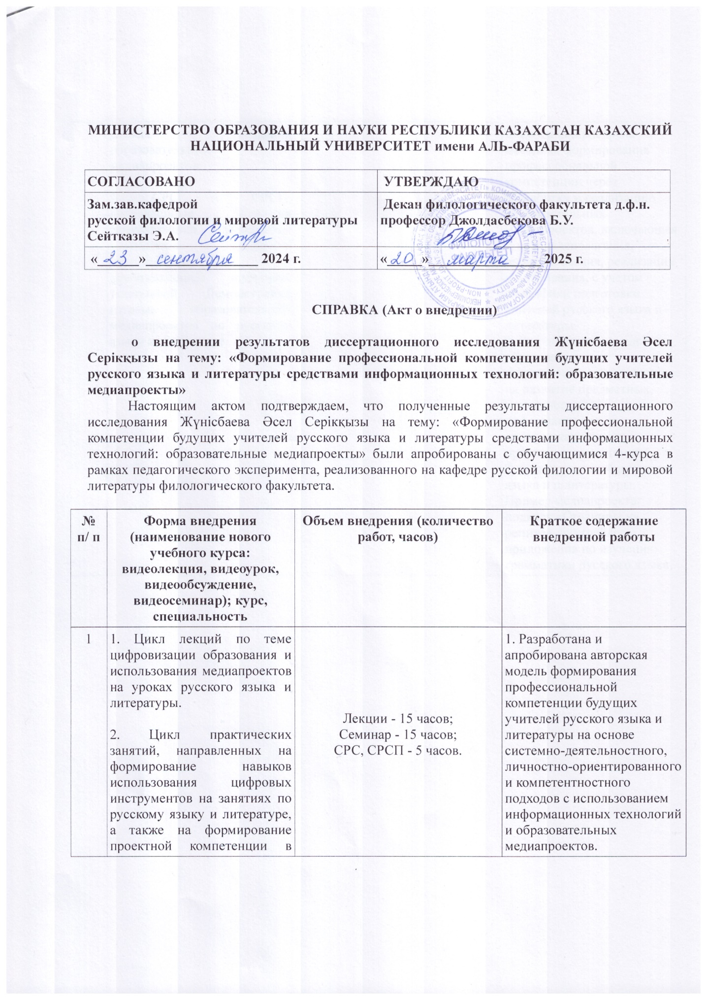 МИНИСТЕРСТВО ОБРАЗОВАНИЯ И НАУКИ РЕСПУБЛИКИ КАЗАХСТАН КАЗАХСКИЙ
НАЦИОНАЛЬНЫЙ УНИВЕРСИТЕТ имени АЛЬ-ФАРАБИ
СОГЛАСОВАНО
Зам.зав.кафедрой
русской филологии и мировой литературы
Сейтказы Э.А.
«23» сентября 2024 г.
УТВЕРЖДАЮ
Декан филологического факультета д.ф.н.
профессор Джолдасбекова Б.У.
«20» марта 2025 г.
ФИЛОЛОГИЯ
ФАКУЛЬТЕТІ
СПРАВКА (Акт о внедрении)
о внедрении результатов диссертационного исследования Жүнісбаева Әсел
Серікқызы на тему: «Формирование профессиональной компетенции будущих учителей
русского языка и литературы средствами информационных технологий: образовательные
медиапроекты»
Настоящим актом подтверждаем, что полученные результаты диссертационного
исследования Жүнісбаева Әсел Серікқызы на тему: «Формирование профессиональной
компетенции будущих учителей русского языка и литературы средствами информационных
технологий: образовательные медиапроекты» были апробированы с обучающимися 4-курса в
рамках педагогического эксперимента, реализованного на кафедре русской филологии и мировой
литературы филологического факультета.
№
п/ п
Форма внедрения
(наименование нового
учебного курса:
видеолекция, видеоурок,
видеообсуждение,
видеосеминар); курс,
специальность
Объем внедрения (количество
работ, часов)
Краткое содержание
внедренной работы
1
1. Цикл лекций по теме
цифровизации образования и
использования медиапроектов
на уроках русского языка и
литературы.
2. Цикл практических
занятий, направленных на
формирование навыков
использования цифровых
инструментов на занятиях по
русскому языку и литературе,
а также на формирование
проектной компетенции в
Лекции - 15 часов;
Семинар - 15 часов;
СРС, СРСП - 5 часов.
1. Разработана и
апробирована авторская
модель формирования
профессиональной
компетенции будущих
учителей русского языка и
литературы на основе
системно-деятельностного,
личностно-ориентированного
и компетентностного
подходов с использованием
информационных технологий
и образовательных
медиапроектов.